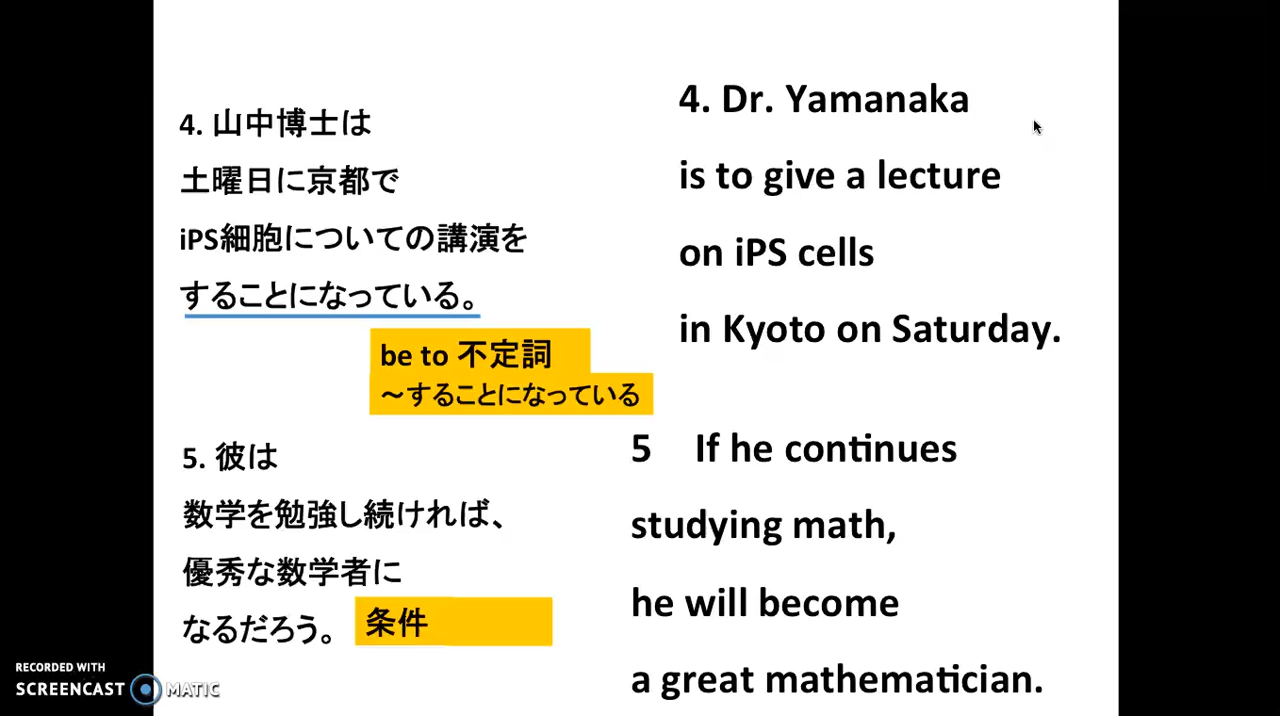 4. 山中博士は
土曜日に京都で
iPS細胞についての講演を
することになっている。
be to 不定詞
～することになっている
5. 彼は
数学を勉強し続ければ、
優秀な数学者に
なるだろう。
条件
4. Dr. Yamanaka
is to give a lecture
on iPS cells
in Kyoto on Saturday.
5 If he continues
studying math,
he will become
a great mathematician.
RECORDED WITH
SCREENCAST MATIC